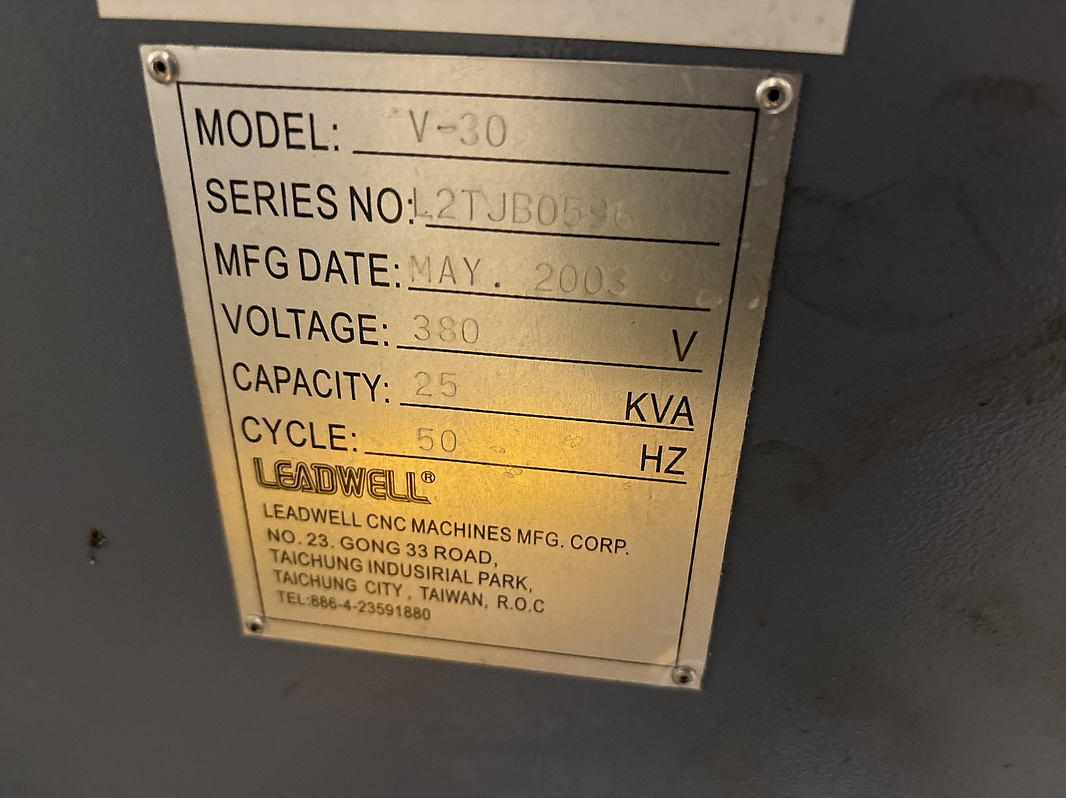 MODEL: V-30
SERIES NO: L2TJB0596
MFG DATE: MAY. 2003
VOLTAGE: 380 V
CAPACITY: 25 KVA
CYCLE: 50 HZ
LEADWELL®
LEADWELL CNC MACHINES MFG. CORP.
NO. 23. GONG 33 ROAD,
TAICHUNG INDUSIRIAL PARK,
TAICHUNG CITY, TAIWAN, R.O.C
TEL:886-4-23591880